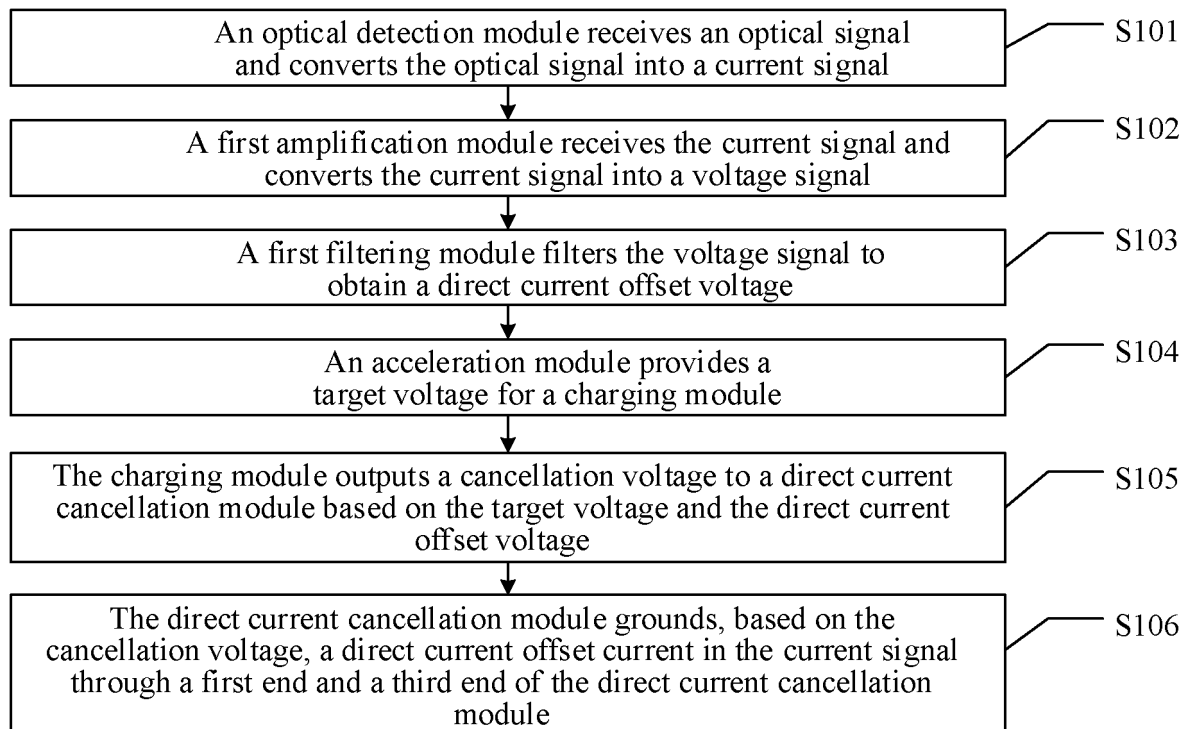 An optical detection module receives an optical signal
and converts the optical signal into a current signal
S101
A first amplification module receives the current signal and
converts the current signal into a voltage signal
S102
A first filtering module filters the voltage signal to
obtain a direct current offset voltage
S103
An acceleration module provides a
target voltage for a charging module
S104
The charging module outputs a cancellation voltage to a direct current
cancellation module based on the target voltage and the direct current
offset voltage
S105
The direct current cancellation module grounds, based on the
cancellation voltage, a direct current offset current in the current signal
through a first end and a third end of the direct current cancellation
module
S106